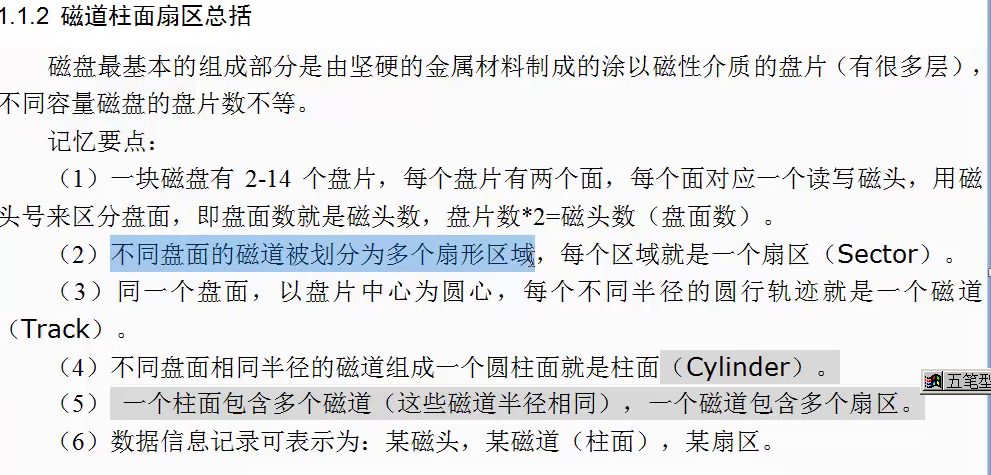 1.1.2 磁道柱面扇区总括
磁盘最基本的组成部分是由坚硬的金属材料制成的涂以磁性介质的盘片（有很多层），
不同容量磁盘的盘片数不等。
记忆要点：
（1）一块磁盘有 2-14 个盘片，每个盘片有两个面，每个面对应一个读写磁头，用磁
头号来区分盘面，即盘面数就是磁头数，盘片数*2=磁头数（盘面数）。
（2）不同盘面的磁道被划分为多个扇形区域，每个区域就是一个扇区（Sector）。
（3）同一个盘面，以盘片中心为圆心，每个不同半径的圆行轨迹就是一个磁道
（Track）。
（4）不同盘面相同半径的磁道组成一个圆柱面就是柱面（Cylinder）。
（5） 一个柱面包含多个磁道（这些磁道半径相同），一个磁道包含多个扇区。
（6）数据信息记录可表示为：某磁头，某磁道（柱面），某扇区。
五笔型